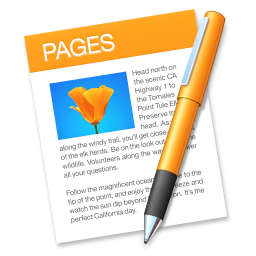 PAGES
Head north on
the scenic CA
Highway 1 to
the Tomales
Point Tule
Preserve to
head. As
along the windy trail, you'll get close
of the elk herds. Be on the look out
wildlife. Volunteers along the way
all your questions.
Follow the magnificent ocean to the
tip of the point, and enjoy the breeze and
watch the sun dip beyond It's the
perfect California day.